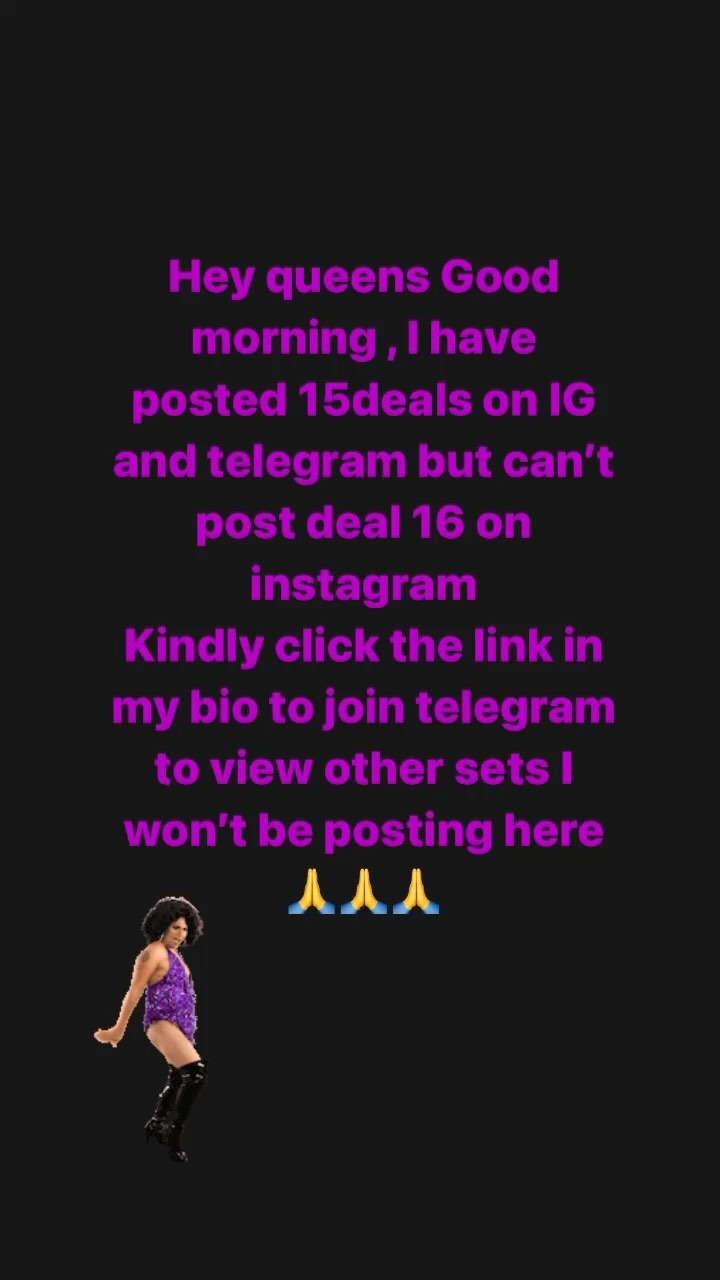 Hey queens Good
morning , I have
posted 15deals on IG
and telegram but can’t
post deal 16 on
instagram
Kindly click the link in
my bio to join telegram
to view other sets I
won’t be posting here
🙏🙏🙏